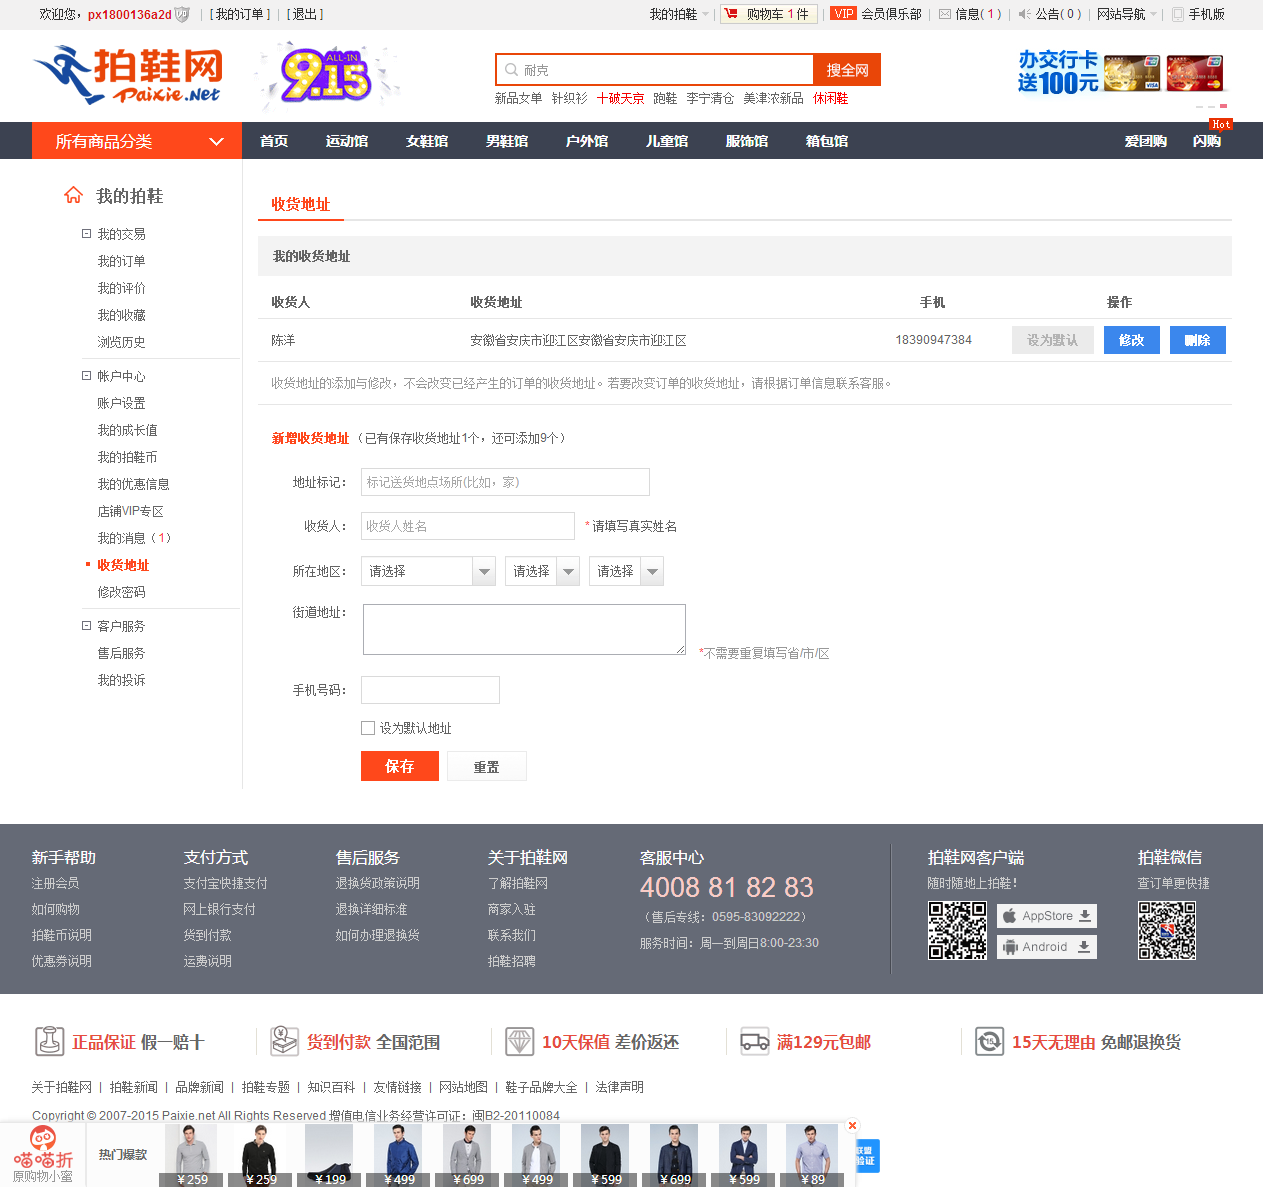 欢迎您，px1800136a2d | [ 我的订单 ] | [ 退出 ]
我的拍鞋 | 购物车 1 件 | VIP 会员俱乐部 | 信息( 1 ) | 公告( 0 ) | 网站导航 | 手机版
拍鞋网
Paixie.net
ALL-IN
9.15
耐克
搜全网
新品女单 针织衫 十破天京 跑鞋 李宁清仓 美津浓新品 休闲鞋
办交行卡
送100元
所有商品分类
首页 运动馆 女鞋馆 男鞋馆 户外馆 儿童馆 服饰馆 箱包馆 爱团购 闪购
Hot
我的拍鞋
我的交易
我的订单
我的评价
我的收藏
浏览历史
帐户中心
账户设置
我的成长值
我的拍鞋币
我的优惠信息
店铺VIP专区
我的消息（1）
收货地址
修改密码
客户服务
售后服务
我的投诉
收货地址
我的收货地址
收货人 收货地址 手机 操作
陈洋 安徽省安庆市迎江区安徽省安庆市迎江区 18390947384 设为默认 修改 删除
收货地址的添加与修改，不会改变已经产生的订单的收货地址。若要改变订单的收货地址，请根据订单信息联系客服。
新增收货地址（已有保存收货地址1个，还可添加9个）
地址标记： 标记送货地点场所(比如，家)
收货人： 收货人姓名 *请填写真实姓名
所在地区： 请选择 请选择 请选择
街道地址：
*不需要重复填写省/市/区
手机号码：
设为默认地址
保存 重置
新手帮助
注册会员
如何购物
拍鞋币说明
优惠券说明
支付方式
支付宝快捷支付
网上银行支付
货到付款
运费说明
售后服务
退换货政策说明
退换详细标准
如何办理退换货
关于拍鞋网
了解拍鞋网
商家入驻
联系我们
拍鞋招聘
客服中心
4008 81 82 83
（售后专线：0595-83092222）
服务时间：周一到周日8:00-23:30
拍鞋网客户端
随时随地上拍鞋！
AppStore
Android
拍鞋微信
查订单更快捷
正品保证 假一赔十
货到付款 全国范围
10天保值 差价返还
满129元包邮
15天无理由 免邮退换货
关于拍鞋网 | 拍鞋新闻 | 品牌新闻 | 拍鞋专题 | 知识百科 | 友情链接 | 网站地图 | 鞋子品牌大全 | 法律声明
Copyright © 2007-2015 Paixie.net All Rights Reserved 增值电信业务经营许可证：闽B2-20110084
喵喵折
原购物小蜜
热门爆款
¥259 ¥259 ¥199 ¥499 ¥699 ¥499 ¥599 ¥699 ¥599 ¥89
联盟
验证